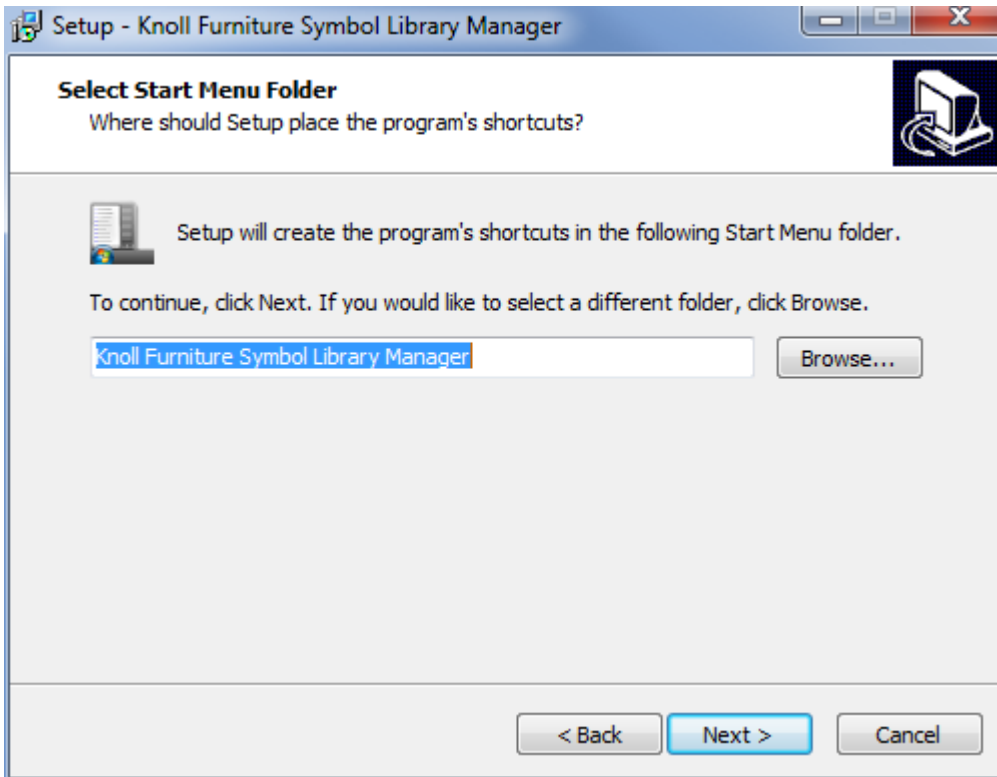 Setup - Knoll Furniture Symbol Library Manager
Select Start Menu Folder
Where should Setup place the program's shortcuts?
Setup will create the program's shortcuts in the following Start Menu folder.
To continue, click Next. If you would like to select a different folder, click Browse.
Knoll Furniture Symbol Library Manager
Browse...
< Back
Next >
Cancel